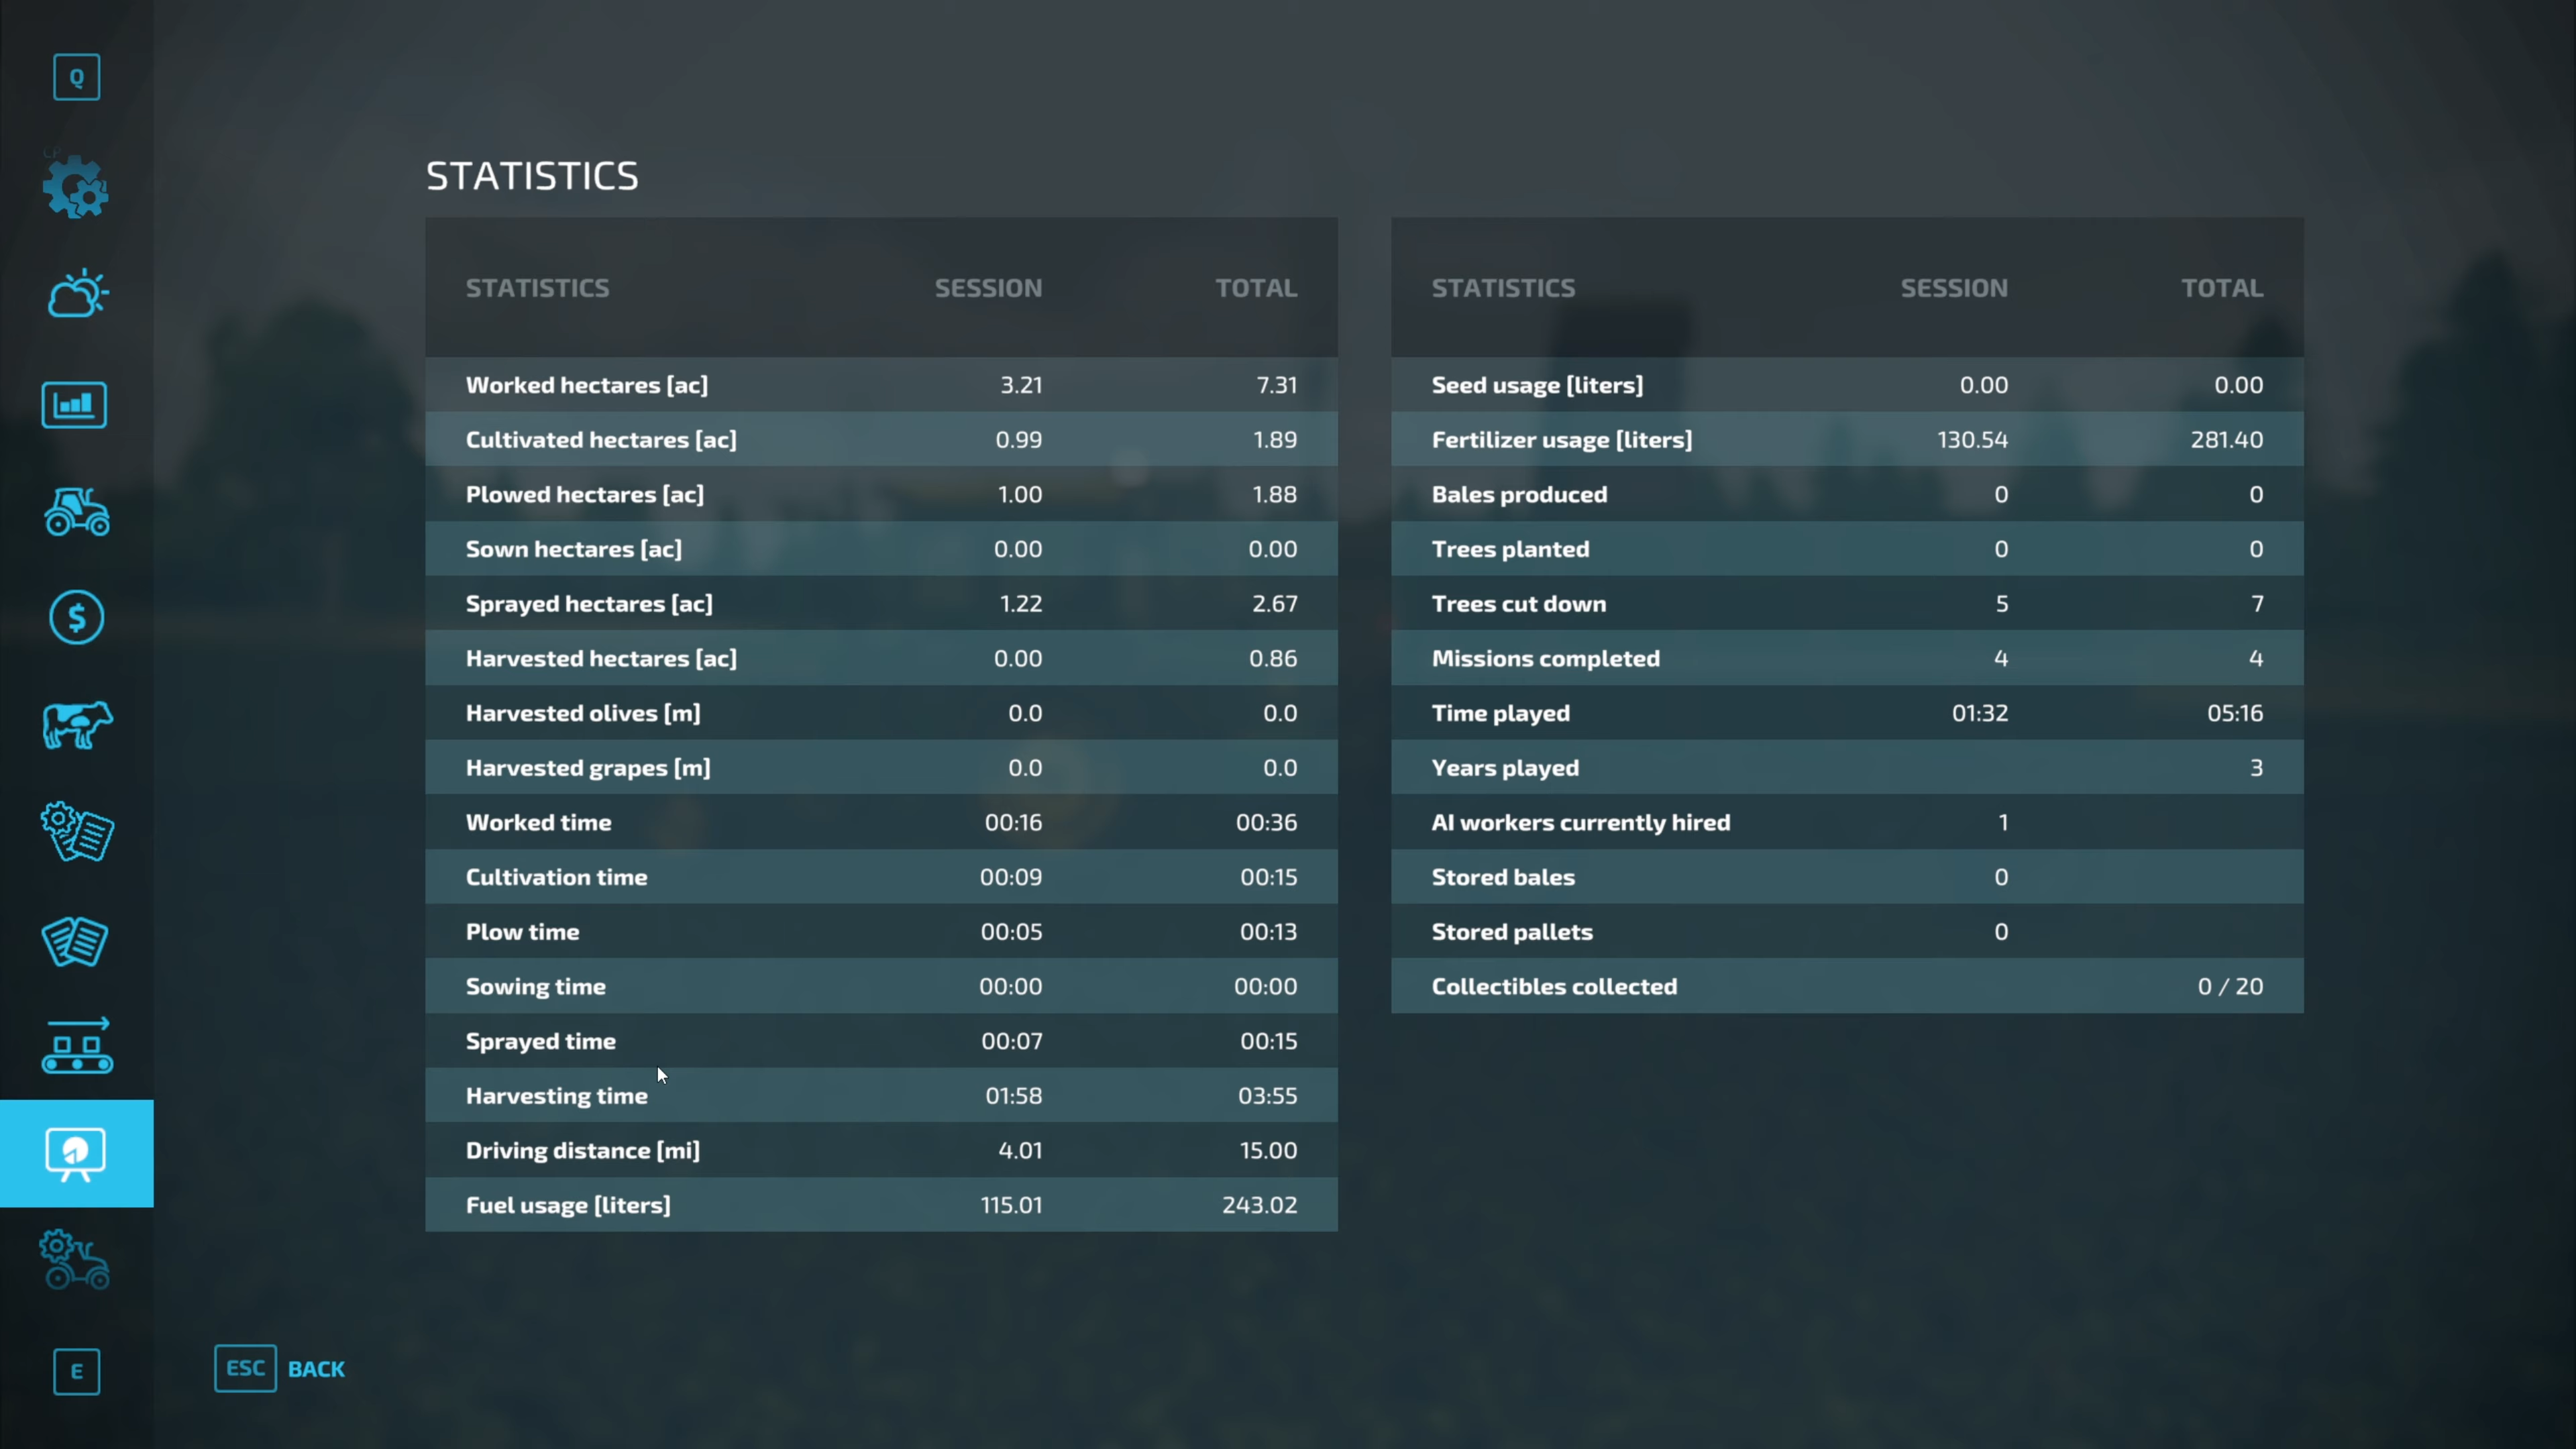 Q
STATISTICS
STATISTICS SESSION TOTAL
Worked hectares [ac] 3.21 7.31
Cultivated hectares [ac] 0.99 1.89
Plowed hectares [ac] 1.00 1.88
Sown hectares [ac] 0.00 0.00
Sprayed hectares [ac] 1.22 2.67
Harvested hectares [ac] 0.00 0.86
Harvested olives [m] 0.0 0.0
Harvested grapes [m] 0.0 0.0
Worked time 00:16 00:36
Cultivation time 00:09 00:15
Plow time 00:05 00:13
Sowing time 00:00 00:00
Sprayed time 00:07 00:15
Harvesting time 01:58 03:55
Driving distance [mi] 4.01 15.00
Fuel usage [liters] 115.01 243.02
STATISTICS SESSION TOTAL
Seed usage [liters] 0.00 0.00
Fertilizer usage [liters] 130.54 281.40
Bales produced 0 0
Trees planted 0 0
Trees cut down 5 7
Missions completed 4 4
Time played 01:32 05:16
Years played 3
AI workers currently hired 1
Stored bales 0
Stored pallets 0
Collectibles collected 0 / 20
E
ESC BACK